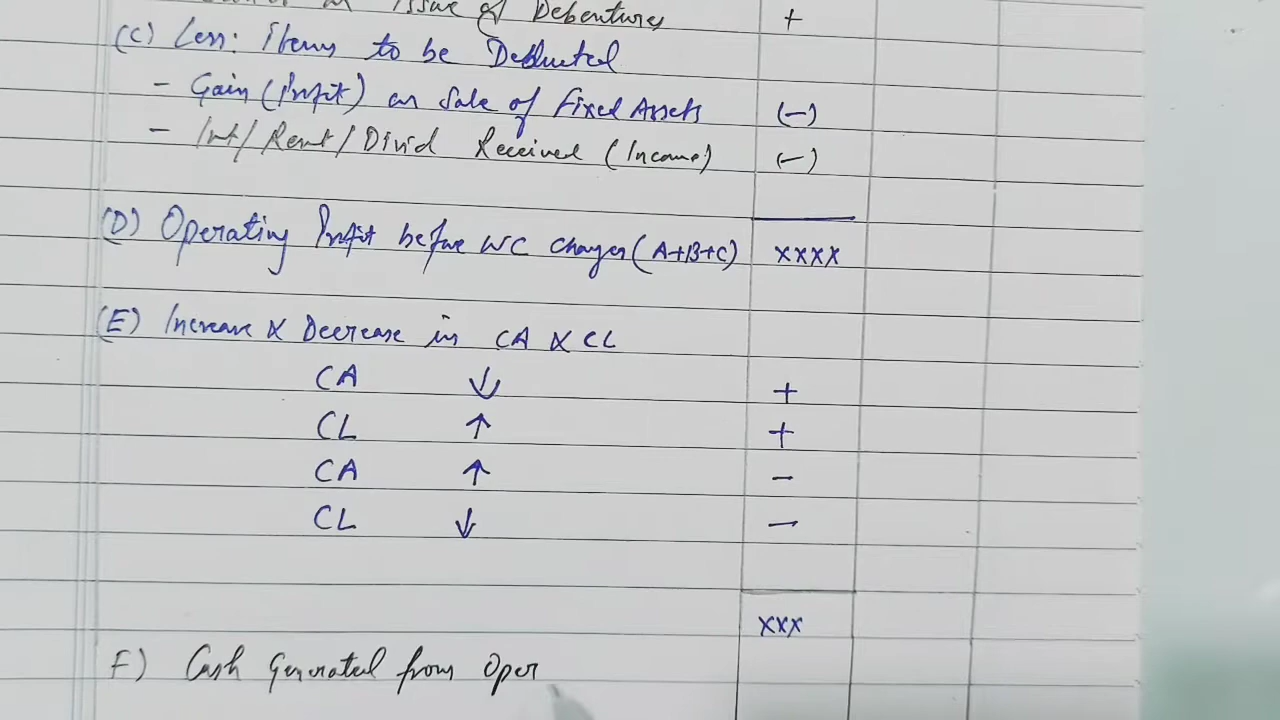 Issue of Debentures +
(C) Less: Items to be Deducted
- Gain (Profit) on Sale of Fixed Assets (-)
- Int/Rent/Divid Received (Income) (-)
(D) Operating Profit before WC changes (A+B+C) xxxx
(E) Increase & Decrease in CA & CL
CA ↓ +
CL ↑ +
CA ↑ -
CL ↓ -
xxx
F) Cash Generated from Oper